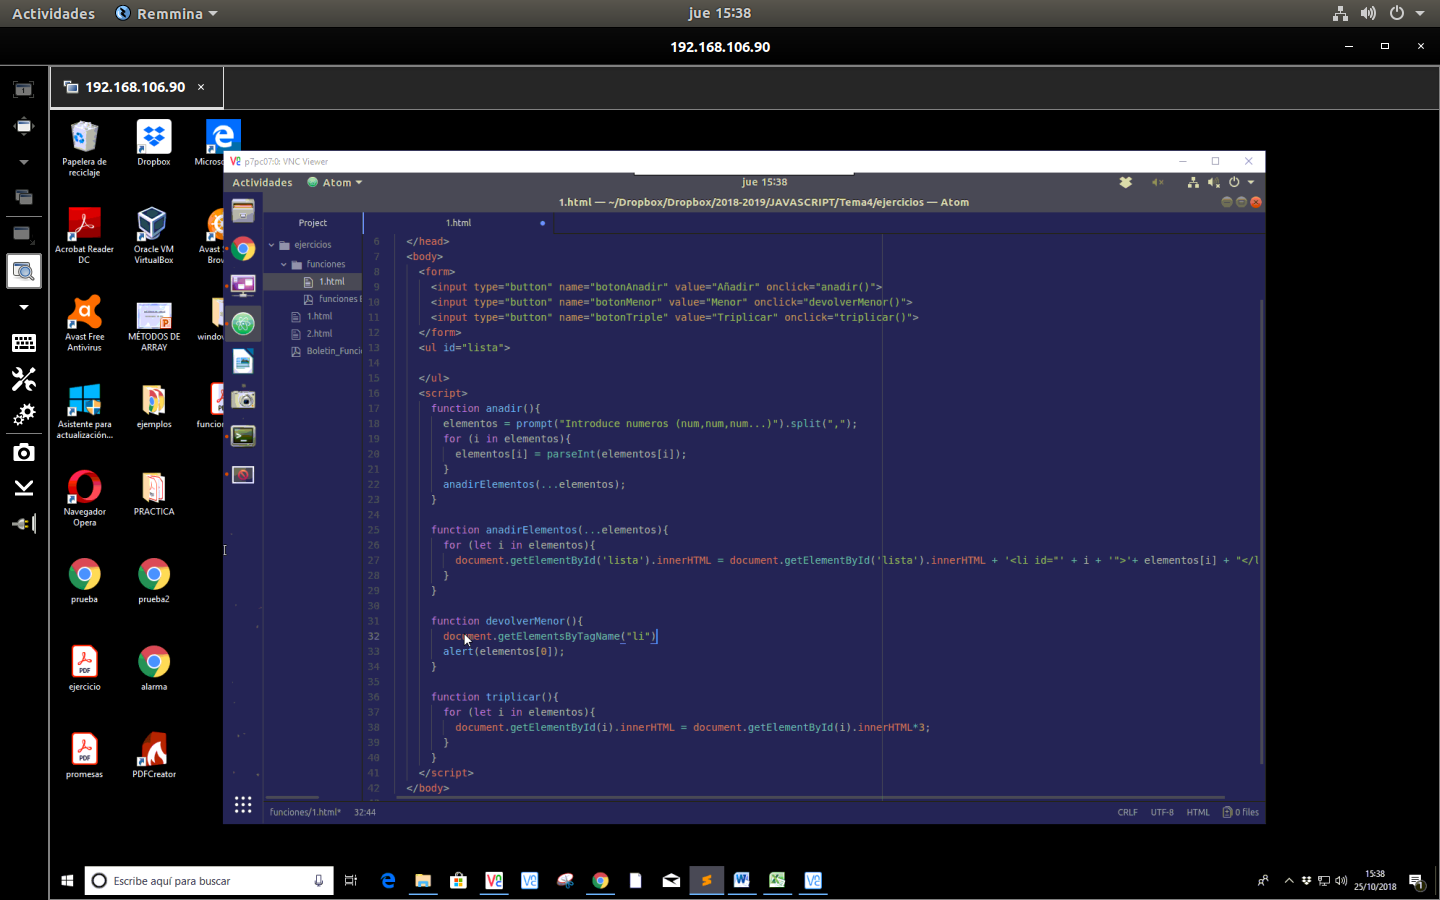 Actividades
Remmina
jue 15:38
192.168.106.90
192.168.106.90 ×
Papelera de reciclaje
Dropbox
Acrobat Reader DC
Oracle VM VirtualBox
Avast Free Antivirus
MÉTODOS DE ARRAY
Asistente para actualización...
ejemplos
Navegador Opera
PRACTICA
prueba
prueba2
ejercicio
alarma
promesas
PDFCreator
p7pc07:0: VNC Viewer
Actividades
Atom
jue 15:38
1.html — ~/Dropbox/Dropbox/2018-2019/JAVASCRIPT/Tema4/ejercicios — Atom
Project
1.html
ejercicios
funciones
1.html
funciones
1.html
2.html
Boletin_Funci
6 </head>
7 <body>
8 <form>
9 <input type="button" name="botonAnadir" value="Añadir" onclick="anadir()">
10 <input type="button" name="botonMenor" value="Menor" onclick="devolverMenor()">
11 <input type="button" name="botonTriple" value="Triplicar" onclick="triplicar()">
12 </form>
13 <ul id="lista">
14
15 </ul>
16 <script>
17 function anadir(){
18 elementos = prompt("Introduce numeros (num,num,num...)").split(",");
19 for (i in elementos){
20 elementos[i] = parseInt(elementos[i]);
21 }
22 anadirElementos(...elementos);
23 }
24
25 function anadirElementos(...elementos){
26 for (let i in elementos){
27 document.getElementById('lista').innerHTML = document.getElementById('lista').innerHTML + '<li id="' + i + '">'+ elementos[i] + "</l
28 }
29 }
30
31 function devolverMenor(){
32 document.getElementsByTagName("li")
33 alert(elementos[0]);
34 }
35
36 function triplicar(){
37 for (let i in elementos){
38 document.getElementById(i).innerHTML = document.getElementById(i).innerHTML*3;
39 }
40 }
41 </script>
42 </body>
funciones/1.html* 32:44
CRLF UTF-8 HTML 0 files
Escribe aquí para buscar
15:38
25/10/2018
1